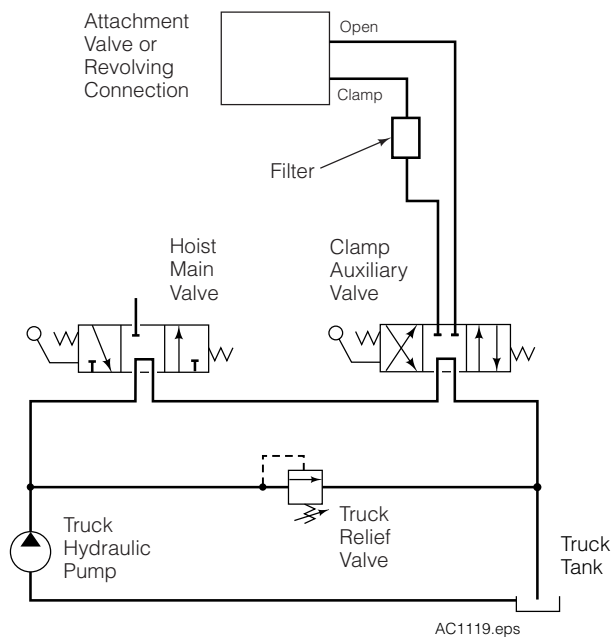 Attachment
Valve or
Revolving
Connection
Open
Clamp
Filter
Hoist
Main
Valve
Clamp
Auxiliary
Valve
Truck
Hydraulic
Pump
Truck
Relief
Valve
Truck
Tank
AC1119.eps